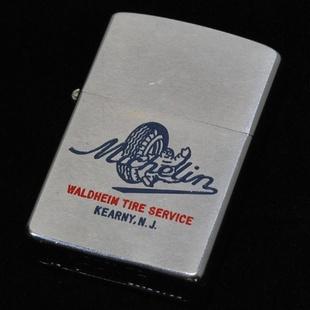 Michelin
WALDHEIM TIRE SERVICE
KEARNY, N. J.